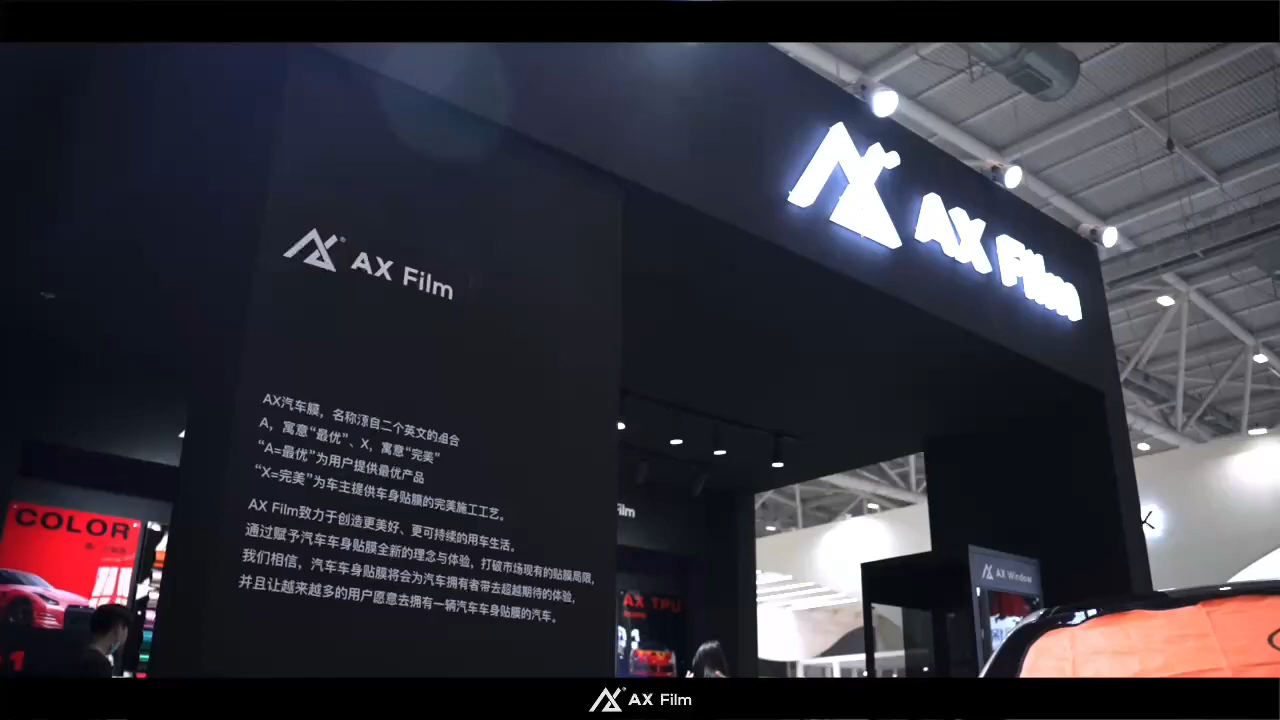 AX Film
AX Film
AX汽车膜，名称源自二个英文的组合
A，寓意“最优”、X，寓意“完美”
“A=最优”为用户提供最优产品
“X=完美”为车主提供车身贴膜的完美施工工艺。
AX Film致力于创造更美好、更可持续的用车生活。
通过赋予汽车车身贴膜全新的理念与体验，打破市场现有的贴膜局限，
我们相信，汽车车身贴膜将会为汽车拥有者带去超越期待的体验，
并且让越来越多的用户愿意去拥有一辆汽车车身贴膜的汽车。
COLOR
AX TPU
AX Window
AX Film